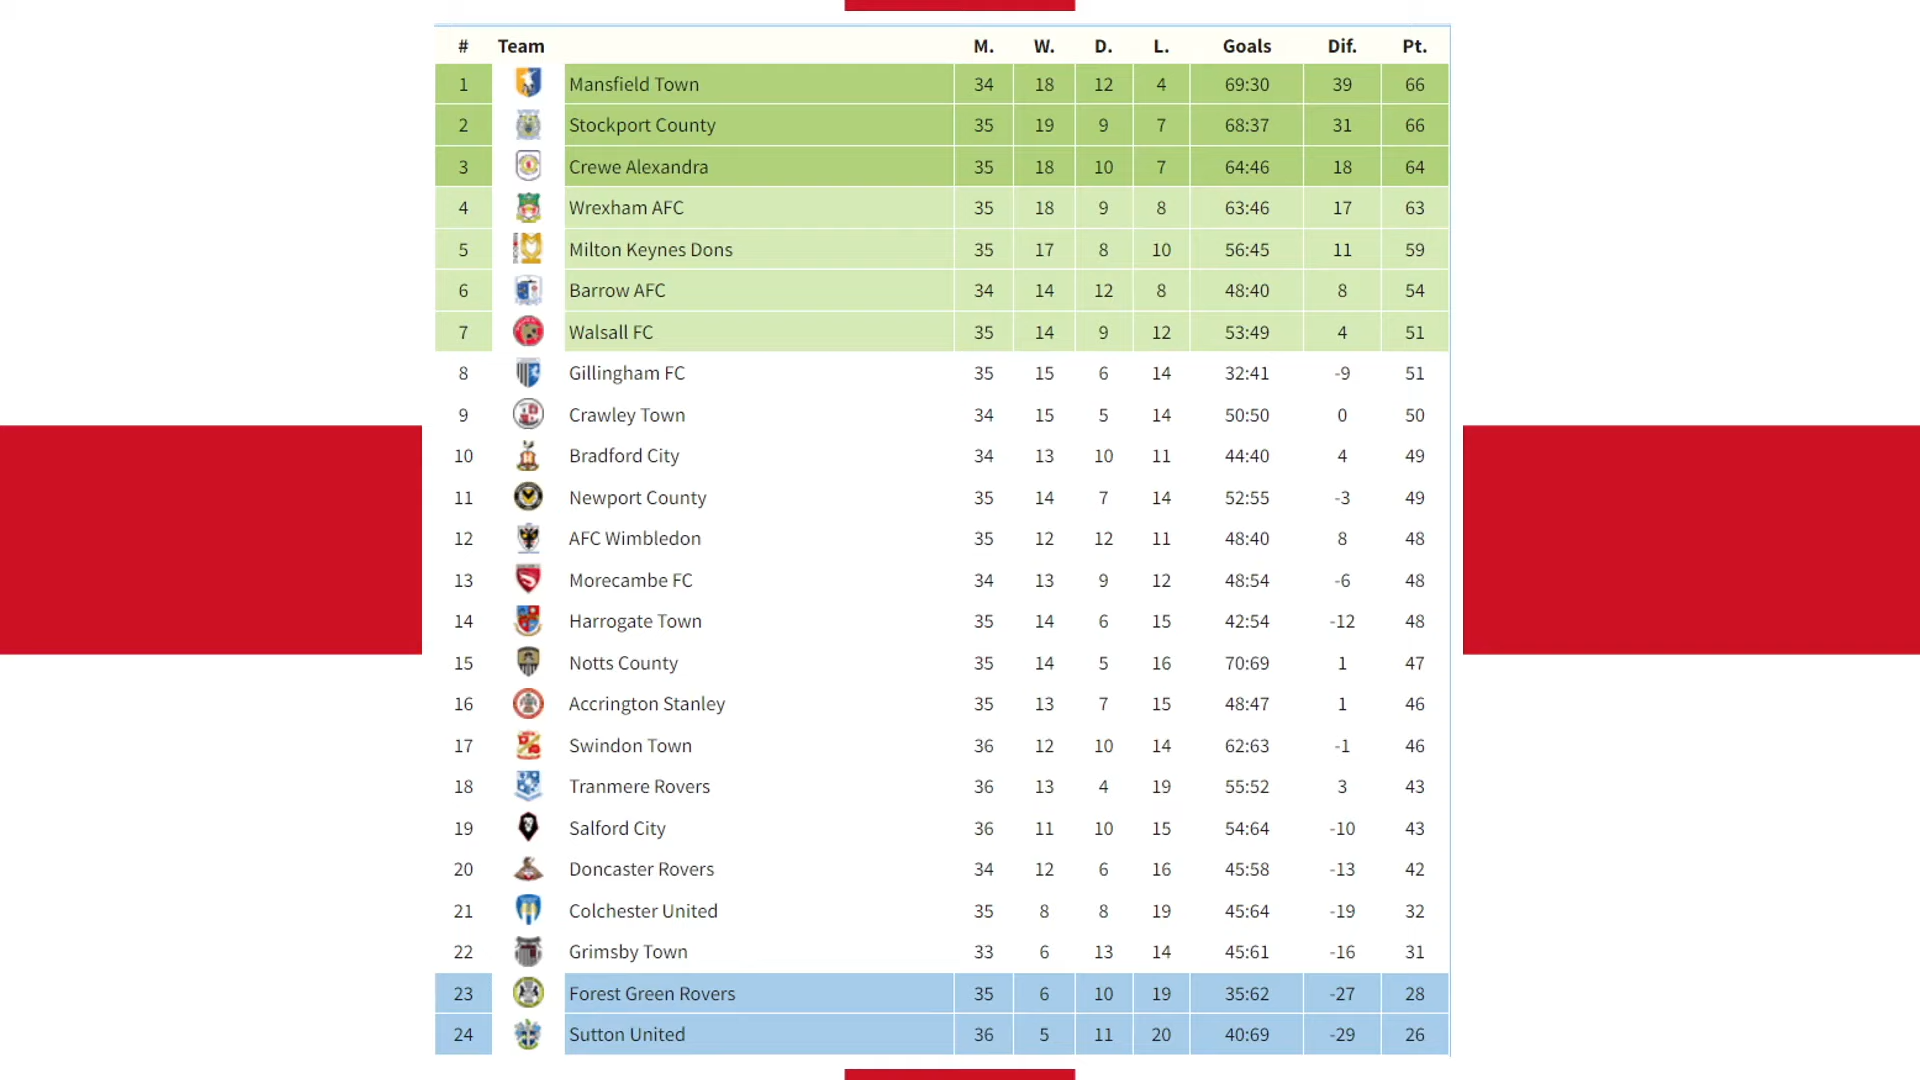 # Team M. W. D. L. Goals Dif. Pt.
1 Mansfield Town 34 18 12 4 69:30 39 66
2 Stockport County 35 19 9 7 68:37 31 66
3 Crewe Alexandra 35 18 10 7 64:46 18 64
4 Wrexham AFC 35 18 9 8 63:46 17 63
5 Milton Keynes Dons 35 17 8 10 56:45 11 59
6 Barrow AFC 34 14 12 8 48:40 8 54
7 Walsall FC 35 14 9 12 53:49 4 51
8 Gillingham FC 35 15 6 14 32:41 -9 51
9 Crawley Town 34 15 5 14 50:50 0 50
10 Bradford City 34 13 10 11 44:40 4 49
11 Newport County 35 14 7 14 52:55 -3 49
12 AFC Wimbledon 35 12 12 11 48:40 8 48
13 Morecambe FC 34 13 9 12 48:54 -6 48
14 Harrogate Town 35 14 6 15 42:54 -12 48
15 Notts County 35 14 5 16 70:69 1 47
16 Accrington Stanley 35 13 7 15 48:47 1 46
17 Swindon Town 36 12 10 14 62:63 -1 46
18 Tranmere Rovers 36 13 4 19 55:52 3 43
19 Salford City 36 11 10 15 54:64 -10 43
20 Doncaster Rovers 34 12 6 16 45:58 -13 42
21 Colchester United 35 8 8 19 45:64 -19 32
22 Grimsby Town 33 6 13 14 45:61 -16 31
23 Forest Green Rovers 35 6 10 19 35:62 -27 28
24 Sutton United 36 5 11 20 40:69 -29 26